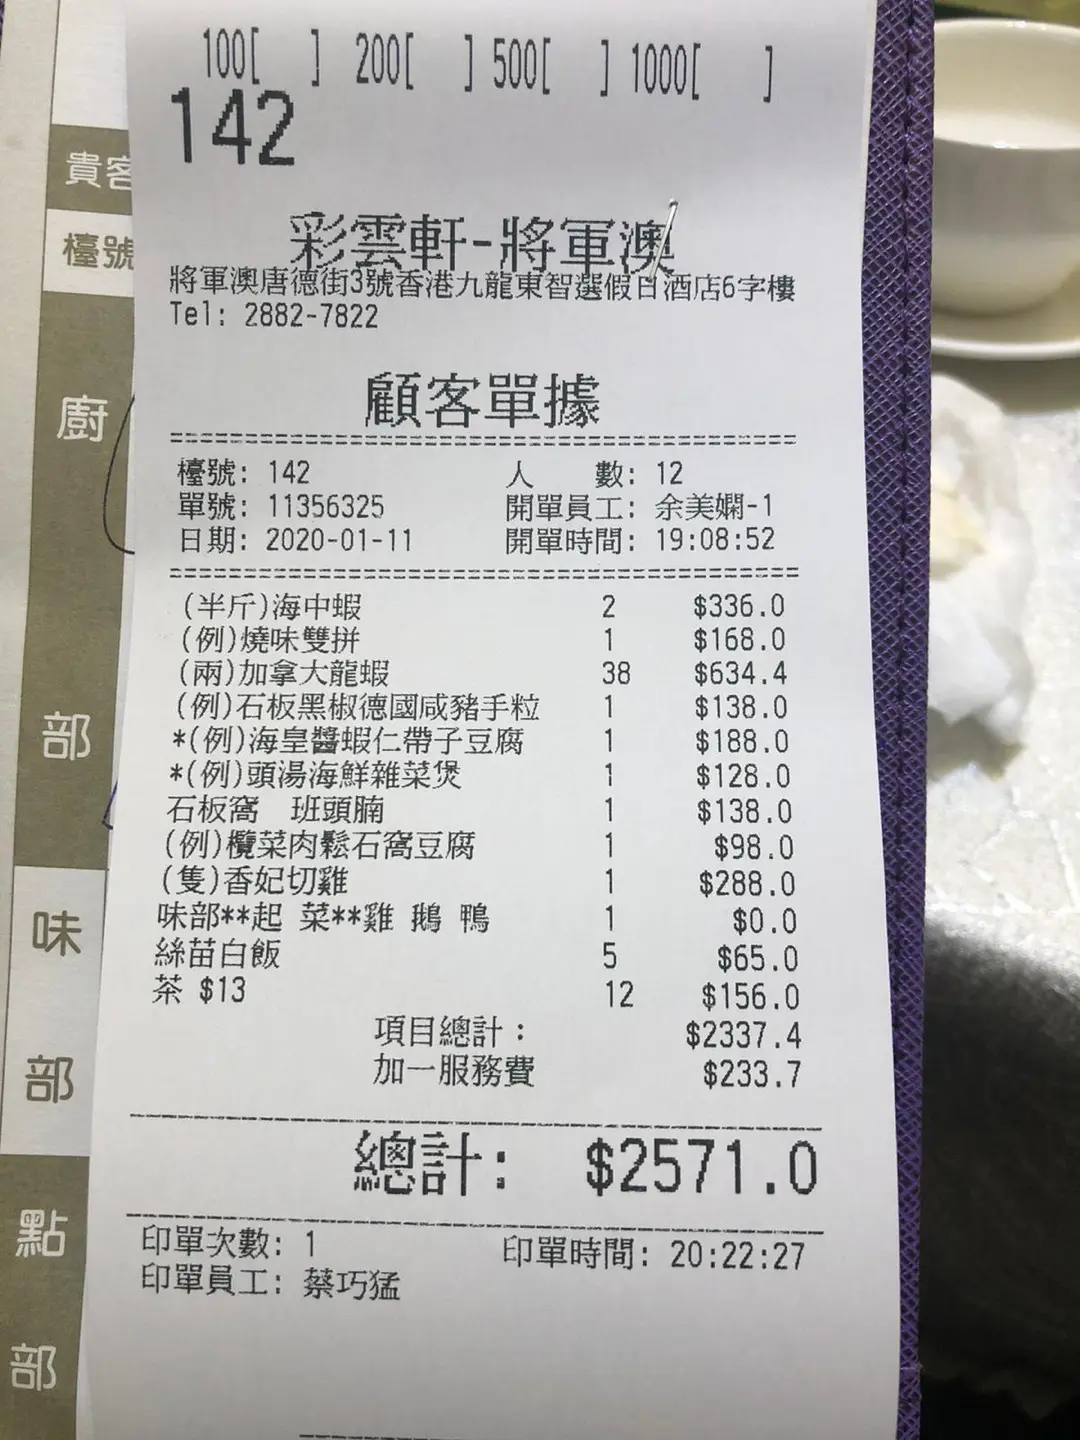 100[ ] 200[ ] 500[ ] 1000[ ]
142
彩雲軒-將軍澳
將軍澳唐德街3號香港九龍東智選假日酒店6字樓
Tel: 2882-7822
顧客單據
檯號: 142 人 數: 12
單號: 11356325 開單員工: 余美嫻-1
日期: 2020-01-11 開單時間: 19:08:52
(半斤)海中蝦 2 $336.0
(例)燒味雙拼 1 $168.0
(兩)加拿大龍蝦 38 $634.4
(例)石板黑椒德國咸豬手粒 1 $138.0
*(例)海皇醬蝦仁帶子豆腐 1 $188.0
*(例)頭湯海鮮雜菜煲 1 $128.0
石板窩 班頭腩 1 $138.0
(例)欖菜肉鬆石窩豆腐 1 $98.0
(隻)香妃切雞 1 $288.0
味部**起 菜**雞 鵝 鴨 1 $0.0
絲苗白飯 5 $65.0
茶 $13 12 $156.0
項目總計: $2337.4
加一服務費 $233.7
總計: $2571.0
印單次數: 1 印單時間: 20:22:27
印單員工: 蔡巧猛
貴客
檯號
廚
部
味
部
點
部